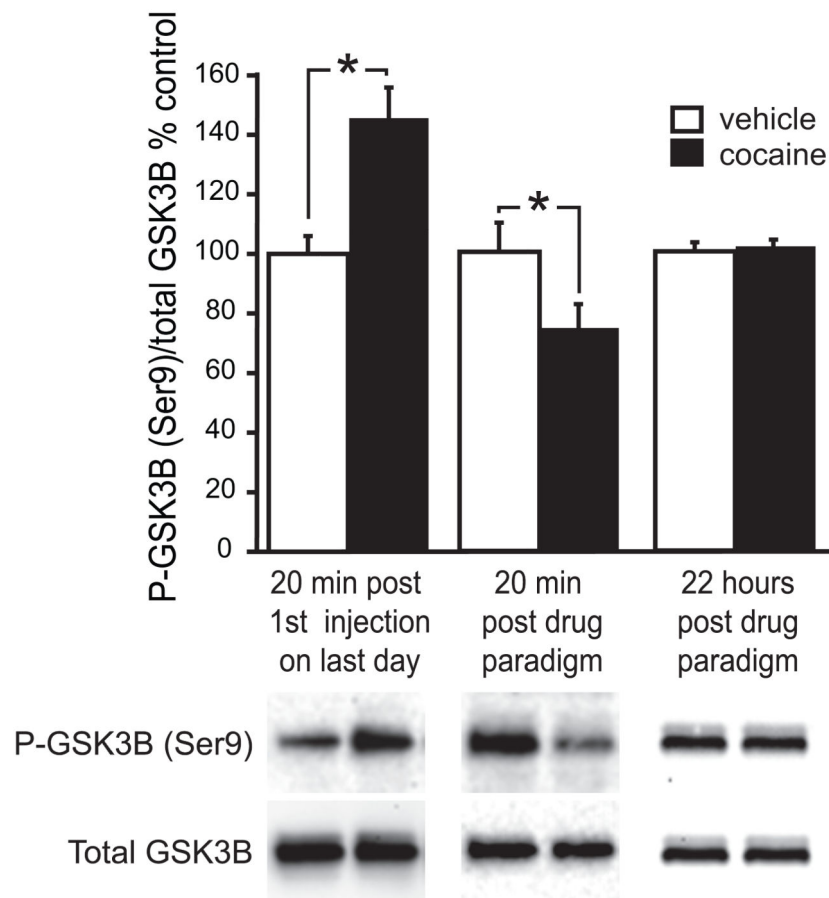 P-GSK3B (Ser9)/total GSK3B % control
160
140
120
100
80
60
40
20
0
*
*
vehicle
cocaine
20 min post
1st injection
on last day
20 min
post drug
paradigm
22 hours
post drug
paradigm
P-GSK3B (Ser9)
Total GSK3B